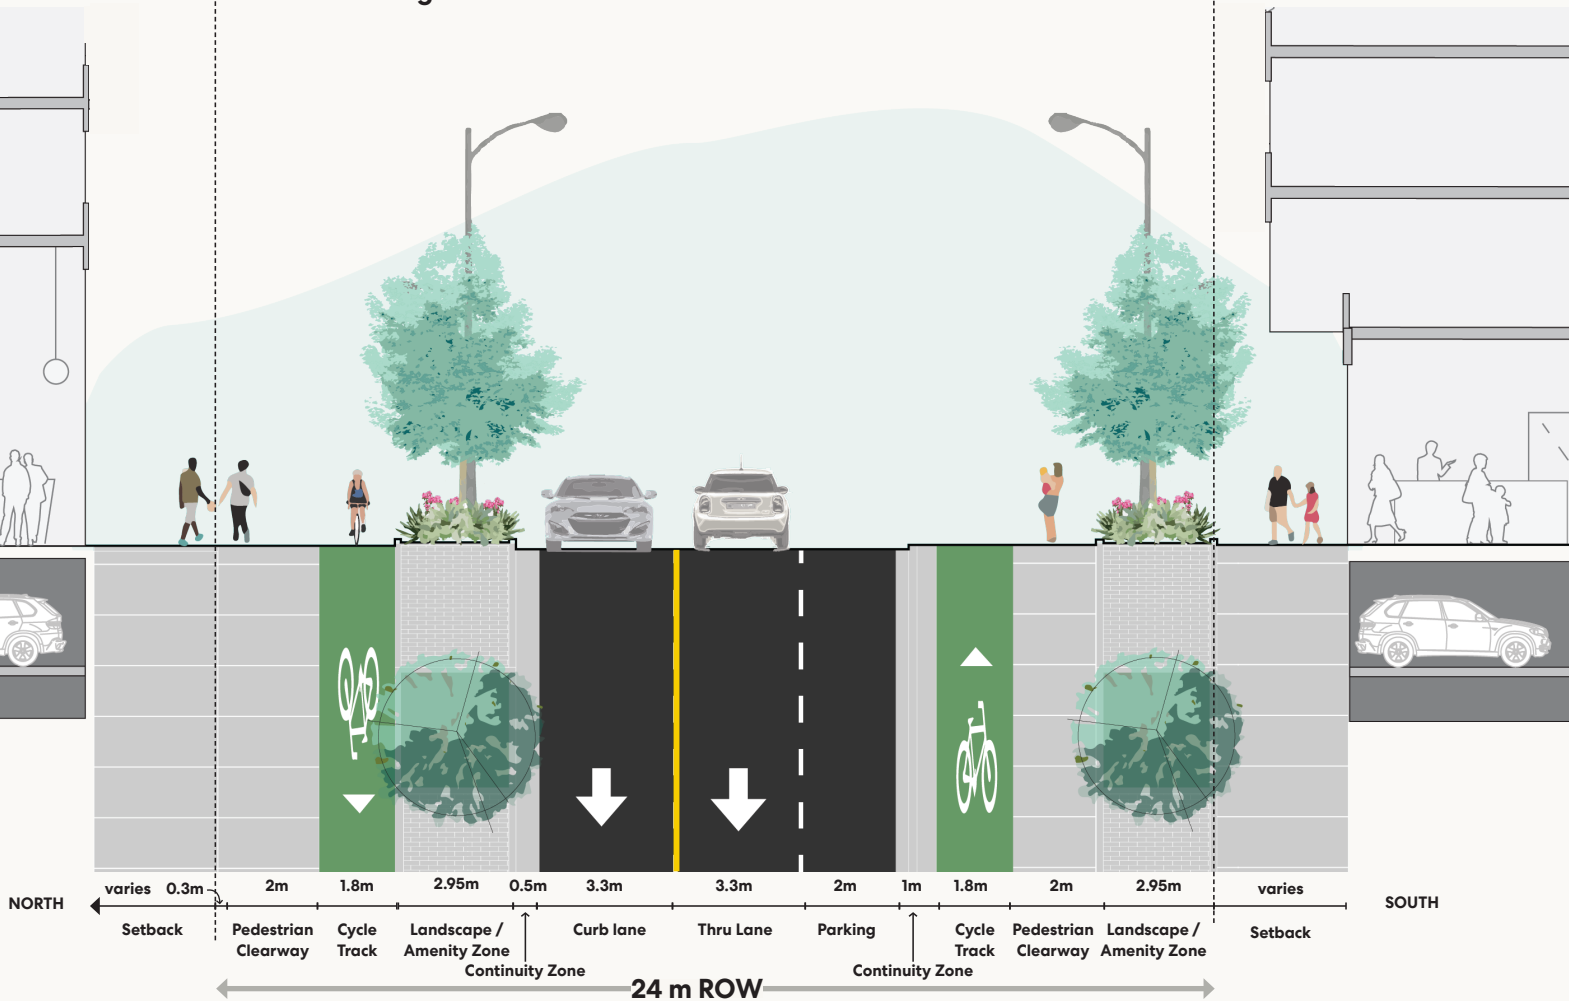 varies
0.3m
2m
1.8m
2.95m
0.5m
3.3m
3.3m
2m
1m
1.8m
2m
2.95m
varies
NORTH
SOUTH
Setback
Pedestrian
Clearway
Cycle
Track
Landscape /
Amenity Zone
Continuity Zone
Curb lane
Thru Lane
Parking
Continuity Zone
Cycle
Track
Pedestrian
Clearway
Landscape /
Amenity Zone
Setback
24 m ROW